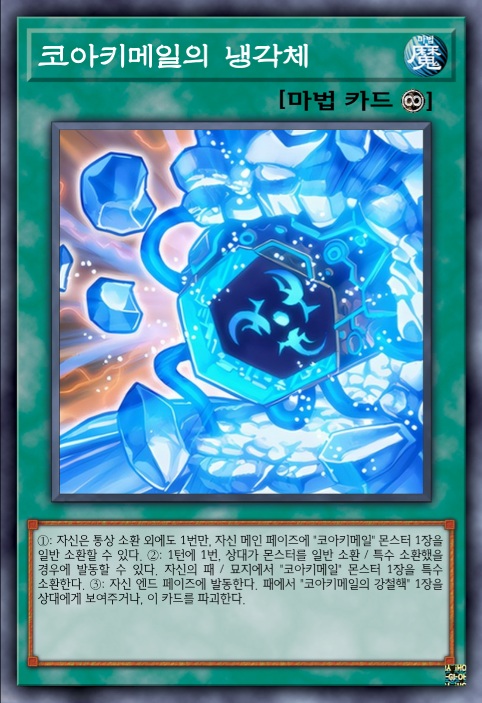 코아키메일의 냉각체
마법
魔
[마법 카드 ]
①: 자신은 통상 소환 외에도 1번만, 자신 메인 페이즈에 "코아키메일" 몬스터 1장을
일반 소환할 수 있다. ②: 1턴에 1번, 상대가 몬스터를 일반 소환 / 특수 소환했을
경우에 발동할 수 있다. 자신의 패 / 묘지에서 "코아키메일" 몬스터 1장을 특수
소환한다. ③: 자신 엔드 페이즈에 발동한다. 패에서 "코아키메일의 강철핵" 1장을
상대에게 보여주거나, 이 카드를 파괴한다.